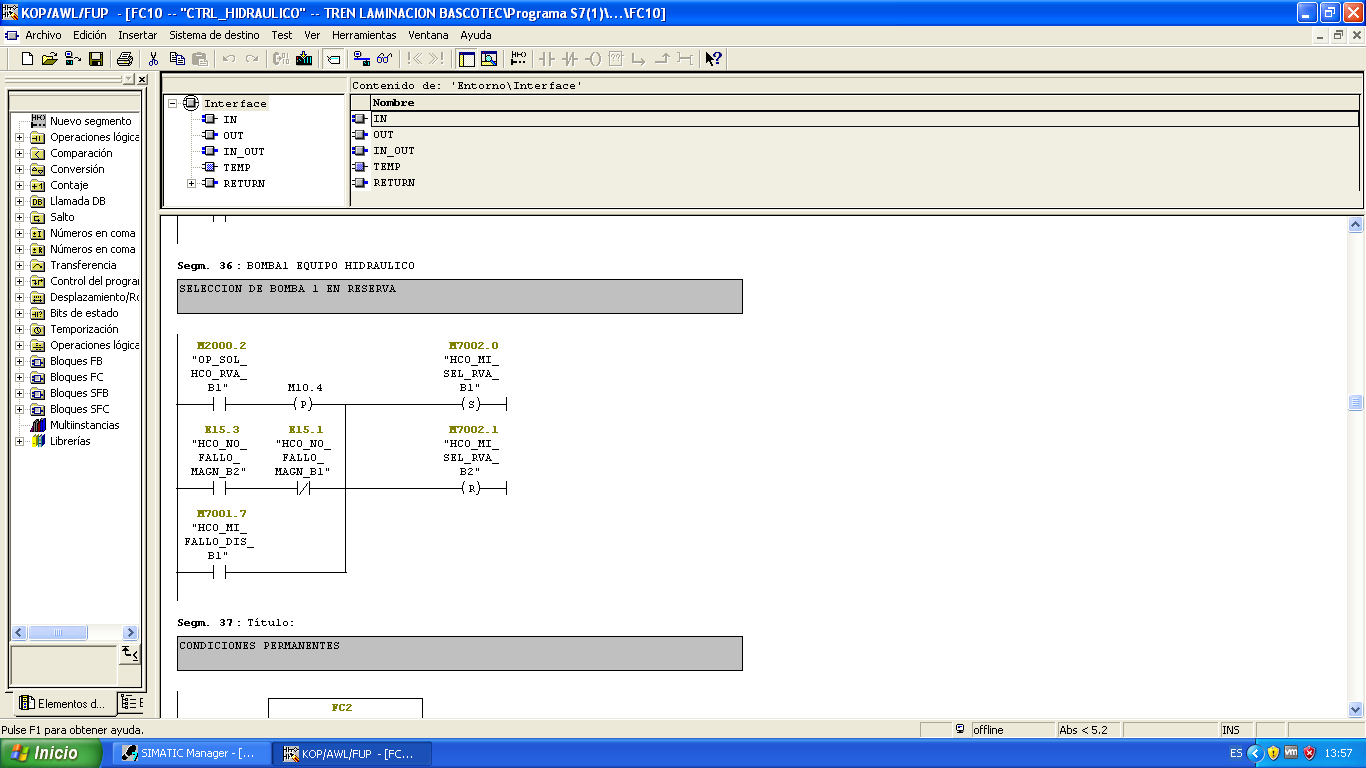 KOP/AWL/FUP - [FC10 -- "CTRL_HIDRAULICO" -- TREN LAMINACION BASCOTEC\Programa S7(1)\...\FC10]
Archivo Edición Insertar Sistema de destino Test Ver Herramientas Ventana Ayuda
Nuevo segmento
Operaciones lógica
Comparación
Conversión
Contaje
Llamada DB
Salto
Números en coma
Números en coma
Transferencia
Control del progra
Desplazamiento/Ro
Bits de estado
Temporización
Operaciones lógica
Bloques FB
Bloques FC
Bloques SFB
Bloques SFC
Multiinstancias
Librerías
Elementos d...
E
Interface
IN
OUT
IN_OUT
TEMP
RETURN
Contenido de: 'Entorno\Interface'
Nombre
IN
OUT
IN_OUT
TEMP
RETURN
Segm. 36 : BOMBA1 EQUIPO HIDRAULICO
SELECCION DE BOMBA 1 EN RESERVA
M2000.2
"OP_SOL_
HCO_RVA_
B1"
M10.4
(P)
M7002.0
"HCO_MI_
SEL_RVA_
B1"
(S)
E15.3
"HCO_NO_
FALLO_
MAGN_B2"
E15.1
"HCO_NO_
FALLO_
MAGN_B1"
M7002.1
"HCO_MI_
SEL_RVA_
B2"
(R)
M7001.7
"HCO_MI_
FALLO_DIS_
B1"
Segm. 37 : Título:
CONDICIONES PERMANENTES
FC2
Pulse F1 para obtener ayuda.
offline
Abs < 5.2
INS
Inicio
SIMATIC Manager - [...
KOP/AWL/FUP - [FC...
ES
13:57